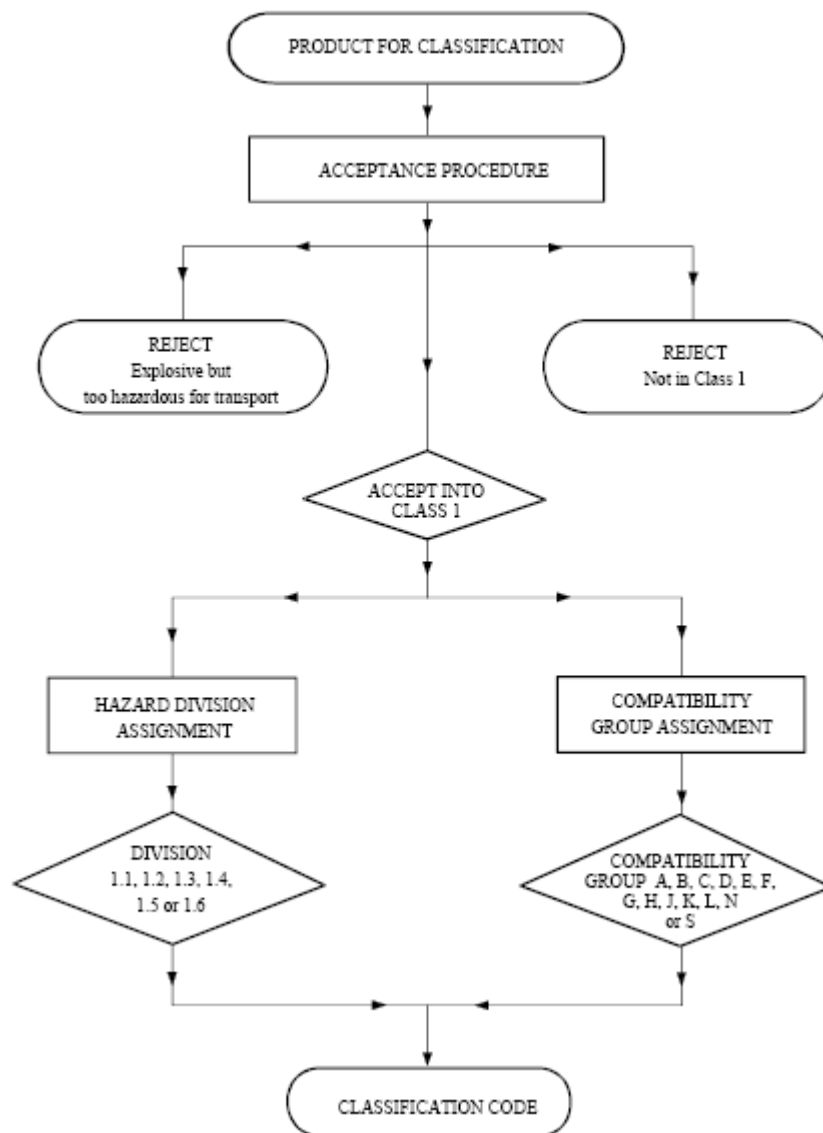 PRODUCT FOR CLASSIFICATION
ACCEPTANCE PROCEDURE
REJECT
Explosive but
too hazardous for transport
REJECT
Not in Class 1
ACCEPT INTO
CLASS 1
HAZARD DIVISION
ASSIGNMENT
COMPATIBILITY
GROUP ASSIGNMENT
DIVISION
1.1, 1.2, 1.3, 1.4,
1.5 or 1.6
COMPATIBILITY
GROUP A, B, C, D, E, F,
G, H, J, K, L, N
or S
CLASSIFICATION CODE